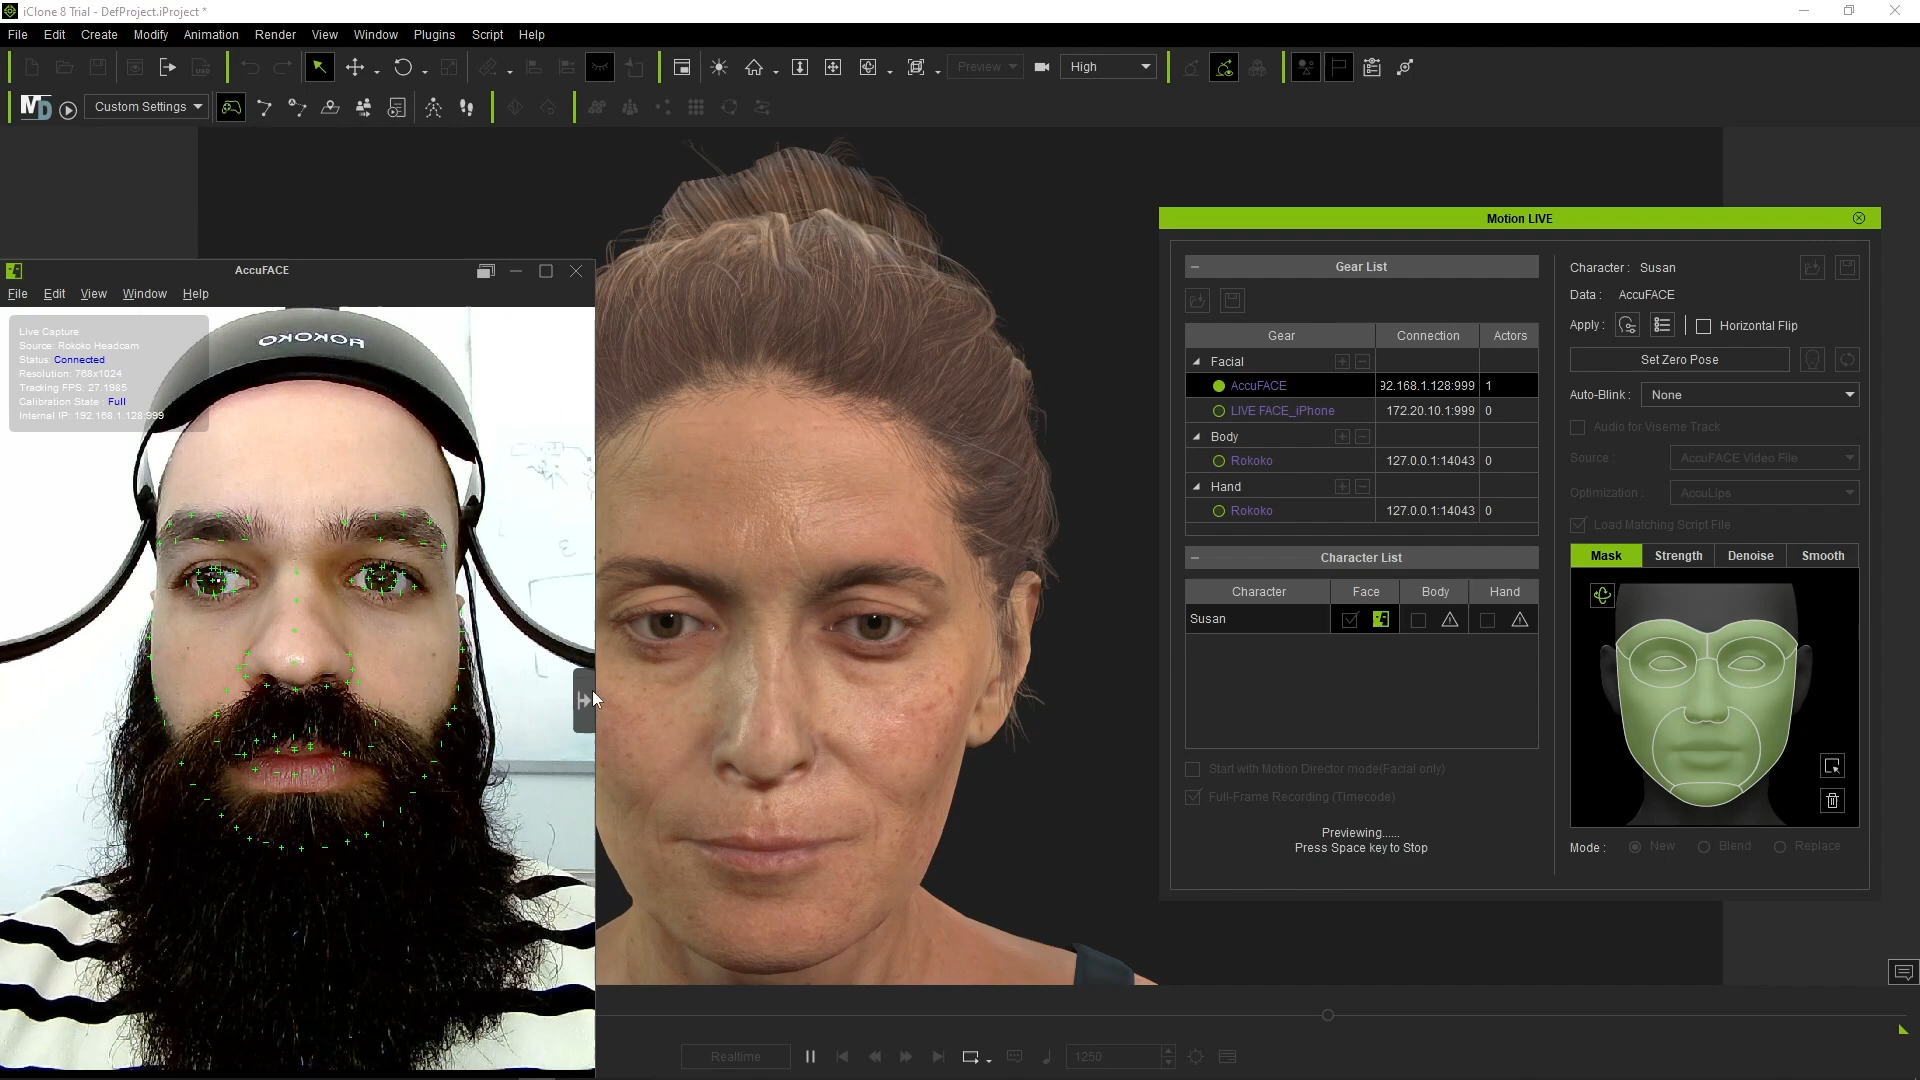 iClone 8 Trial - DefProject.iProject *
File Edit Create Modify Animation Render View Window Plugins Script Help
Preview High
MD Custom Settings
Motion LIVE
AccuFACE
File Edit View Window Help
Live Capture
Source: Rokoko Headcam
Status: Connected
Resolution: 768x1024
Tracking FPS: 27.1985
Calibration State : Full
Internal IP: 192.168.1.128:999
ROKOKO
Gear List
Gear Connection Actors
Facial
AccuFACE 92.168.1.128:999 1
LIVE FACE_iPhone 172.20.10.1:999 0
Body
Rokoko 127.0.0.1:14043 0
Hand
Rokoko 127.0.0.1:14043 0
Character List
Character Face Body Hand
Susan
Start with Motion Director mode(Facial only)
Full-Frame Recording (Timecode)
Previewing......
Press Space key to Stop
Character : Susan
Data : AccuFACE
Apply : Horizontal Flip
Set Zero Pose
Auto-Blink : None
Audio for Viseme Track
Source : AccuFACE Video File
Optimization : AccuLips
Load Matching Script File
Mask Strength Denoise Smooth
Mode : New Blend Replace
Realtime 1250